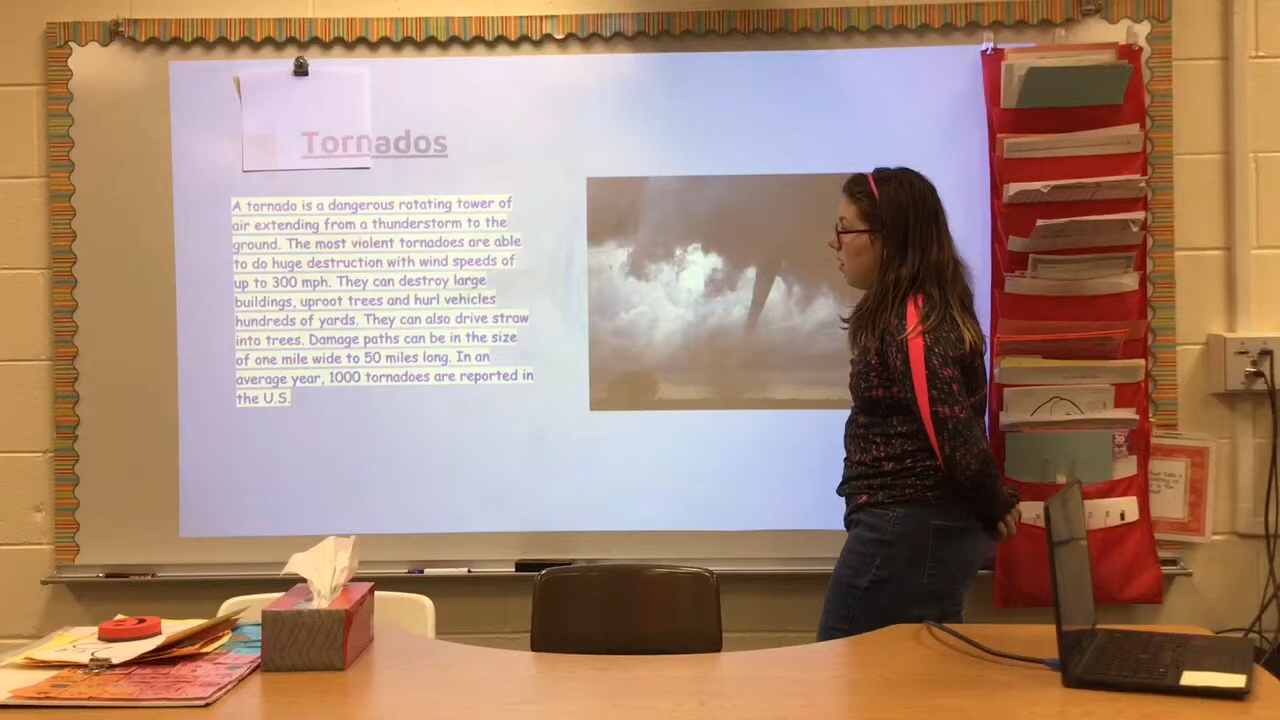 Tornados
A tornado is a dangerous rotating tower of
air extending from a thunderstorm to the
ground. The most violent tornadoes are able
to do huge destruction with wind speeds of
up to 300 mph. They can destroy large
buildings, uproot trees and hurl vehicles
hundreds of yards. They can also drive straw
into trees. Damage paths can be in the size
of one mile wide to 50 miles long. In an
average year, 1000 tornadoes are reported in
the U.S.